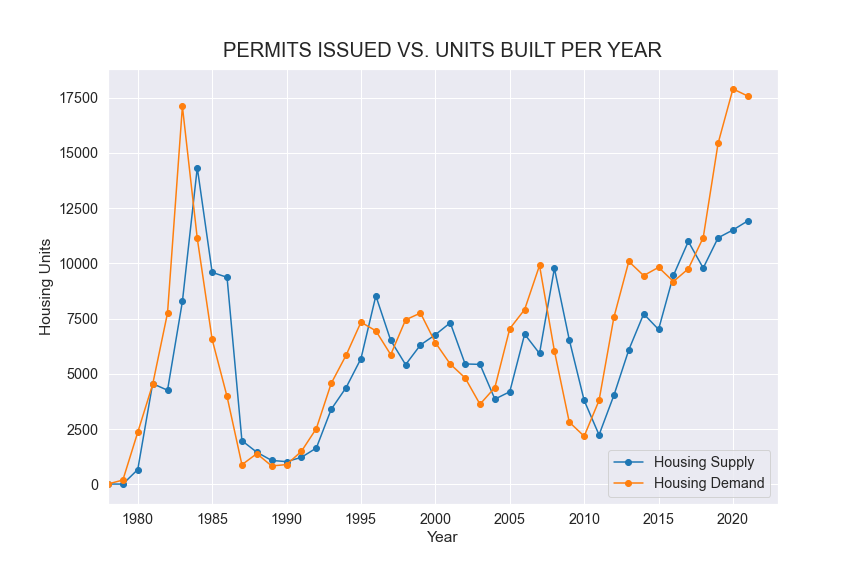 PERMITS ISSUED VS. UNITS BUILT PER YEAR
Housing Units
17500
15000
12500
10000
7500
5000
2500
0
Housing Supply
Housing Demand
1980 1985 1990 1995 2000 2005 2010 2015 2020
Year